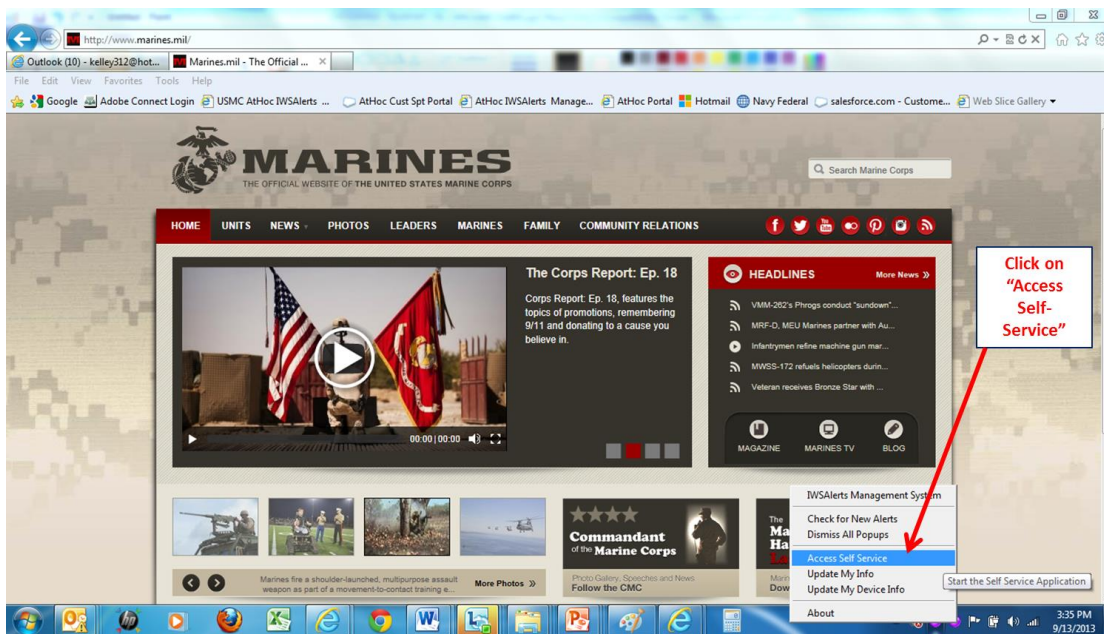 http://www.marines.mil/
Outlook (10) - kelley312@hot...
Marines.mil - The Official ...
File Edit View Favorites Tools Help
Google
Adobe Connect Login
USMC AtHoc IWSAlerts ...
AtHoc Cust Spt Portal
AtHoc IWSAlerts Manage...
AtHoc Portal
Hotmail
Navy Federal
salesforce.com - Custome...
Web Slice Gallery
MARINES
THE OFFICIAL WEBSITE OF THE UNITED STATES MARINE CORPS
Search Marine Corps
HOME UNITS NEWS PHOTOS LEADERS MARINES FAMILY COMMUNITY RELATIONS
You Tube
The Corps Report: Ep. 18
Corps Report: Ep. 18, features the
topics of promotions, remembering
9/11 and donating to a cause you
believe in.
00:00|00:00
HEADLINES
More News »
VMM-262's Phrogs conduct "sundown"...
MRF-D, MEU Marines partner with Au...
Infantrymen refine machine gun mar...
MWSS-172 refuels helicopters durin...
Veteran receives Bronze Star with ...
MAGAZINE MARINES TV BLOG
Click on
"Access
Self-
Service"
IWSAlerts Management System
Check for New Alerts
Dismiss All Popups
Access Self Service
Update My Info
Update My Device Info
About
Start the Self Service Application
Commandant
of the Marine Corps
Photo Gallery, Speeches and News
Follow the CMC
The
Ma
Ha
Marin
Dow
Marines fire a shoulder-launched, multipurpose assault
weapon as part of a movement-to-contact training e...
More Photos »
3:35 PM
9/13/2013